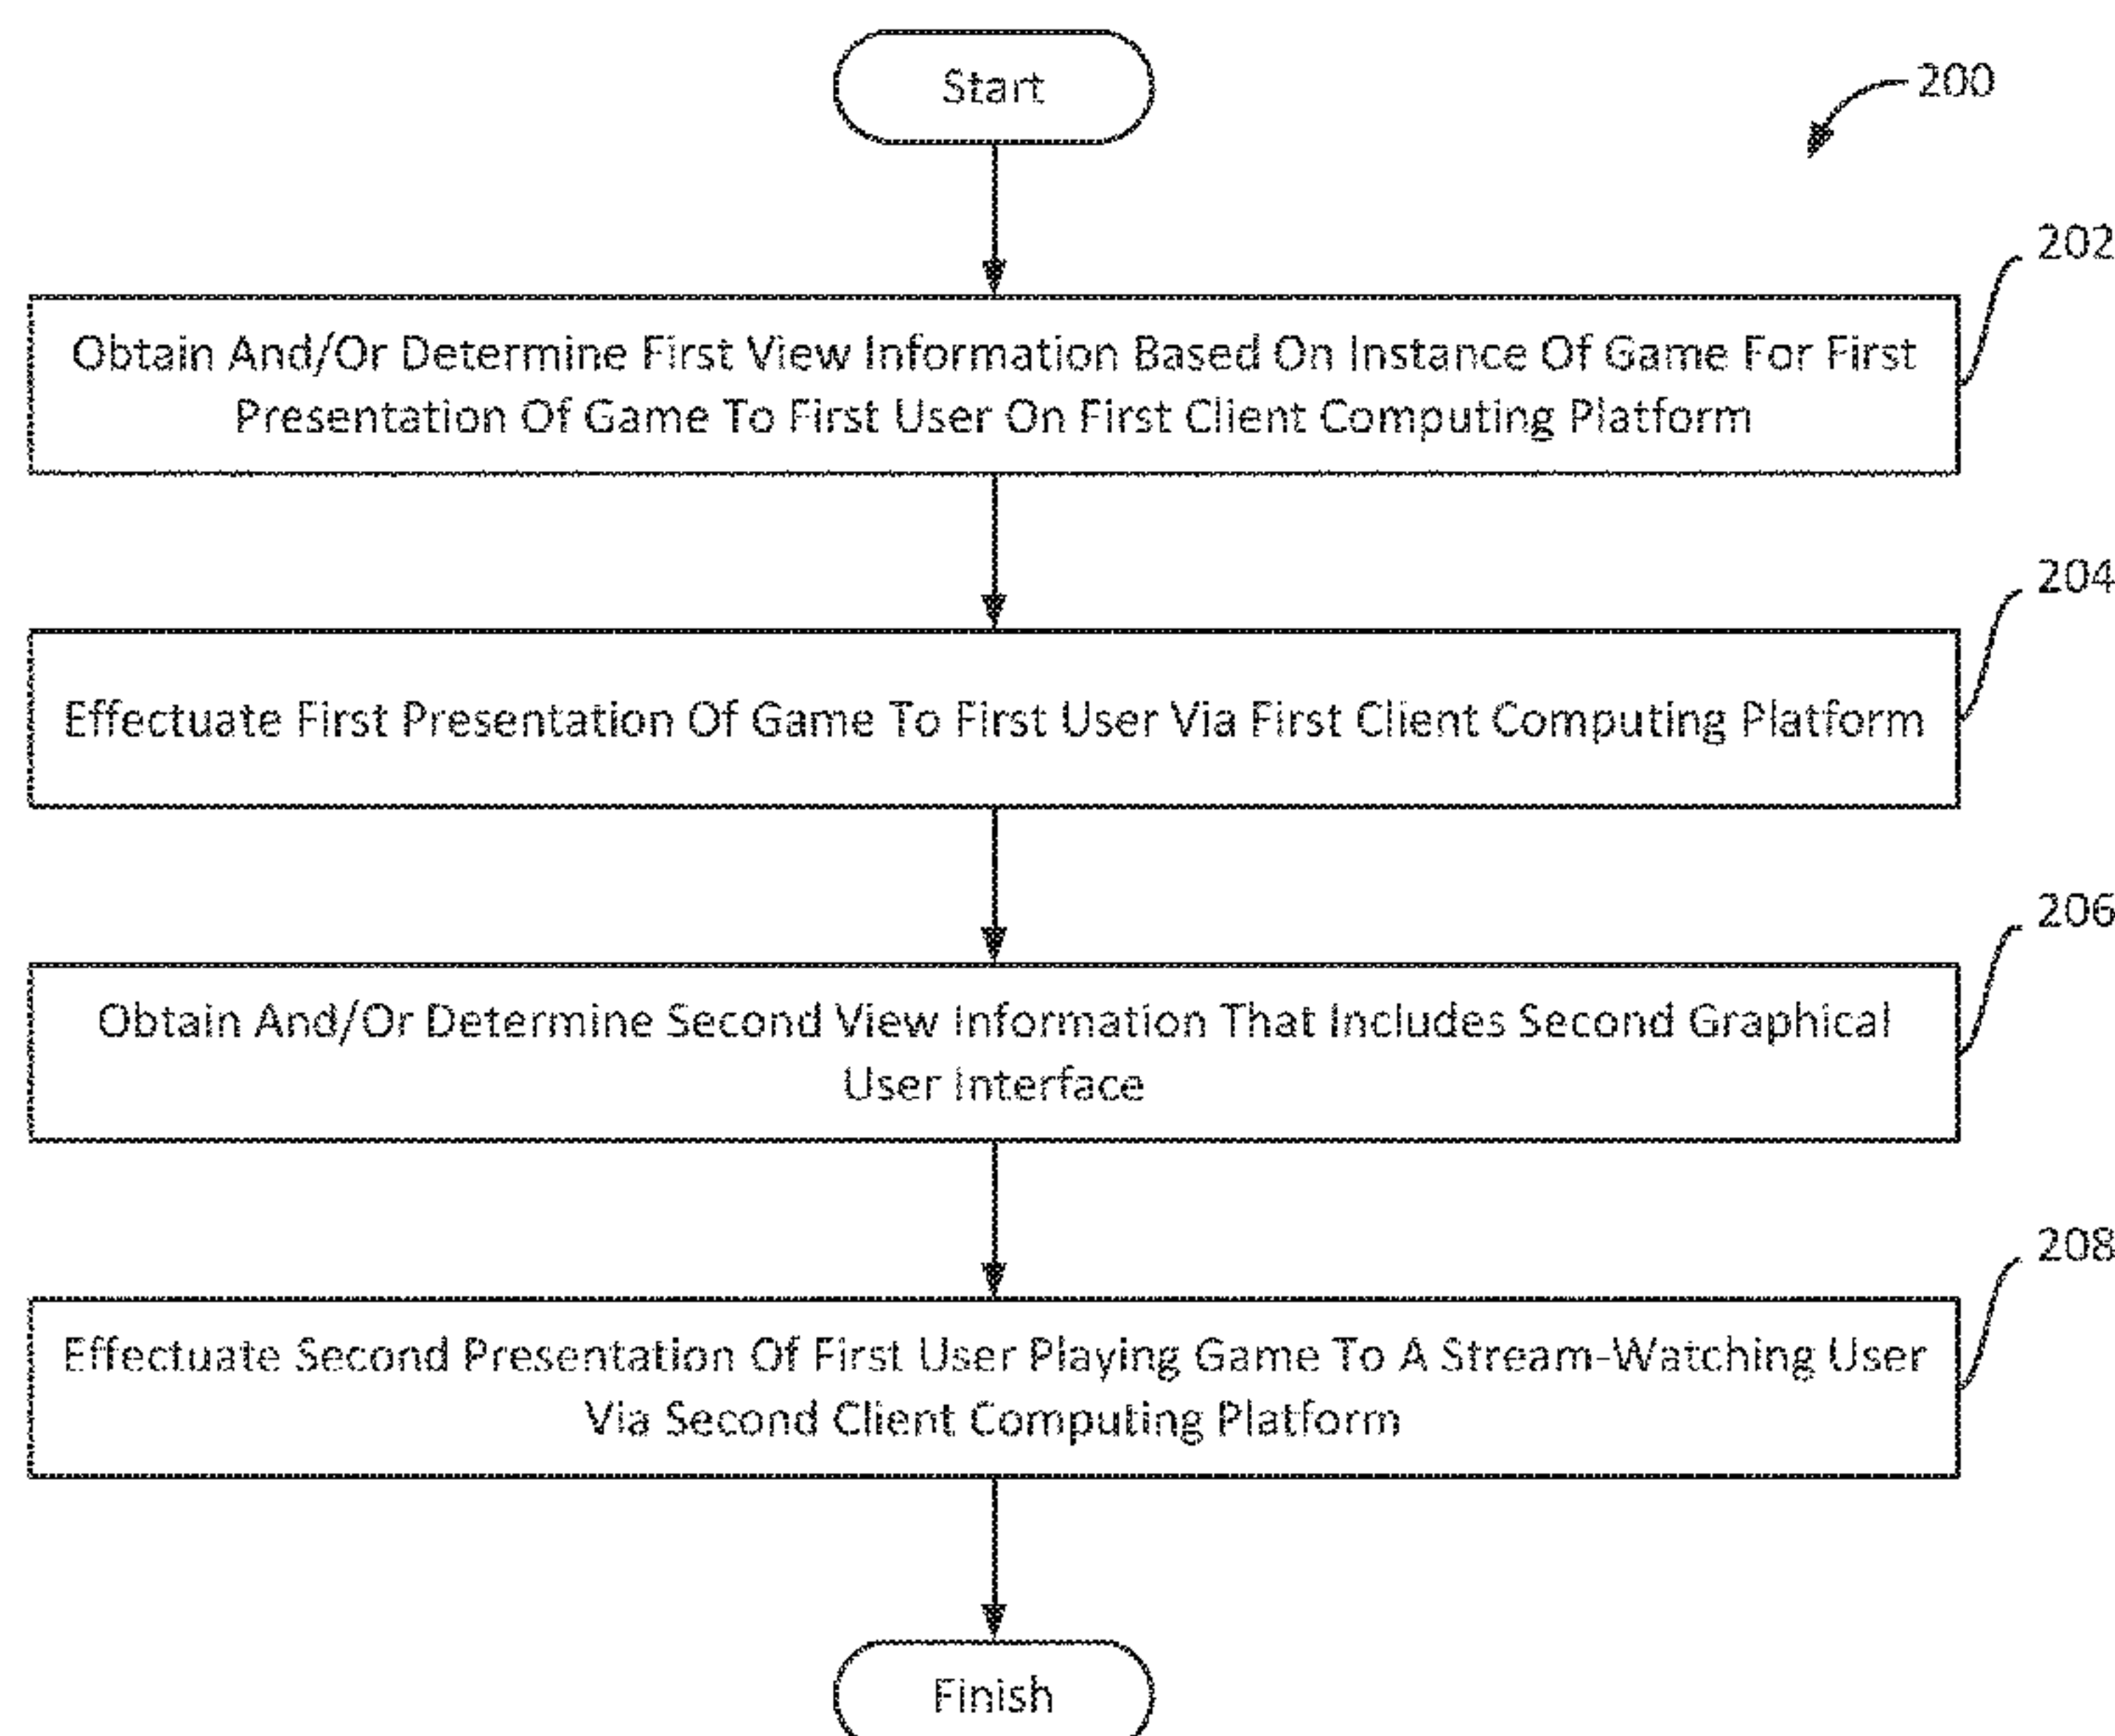 Start
200
202
Obtain And/Or Determine First View Information Based On Instance Of Game For First
Presentation Of Game To First User On First Client Computing Platform
204
Effectuate First Presentation Of Game To First User Via First Client Computing Platform
206
Obtain And/Or Determine Second View Information That Includes Second Graphical
User Interface
208
Effectuate Second Presentation Of First User Playing Game To A Stream-Watching User
Via Second Client Computing Platform
Finish